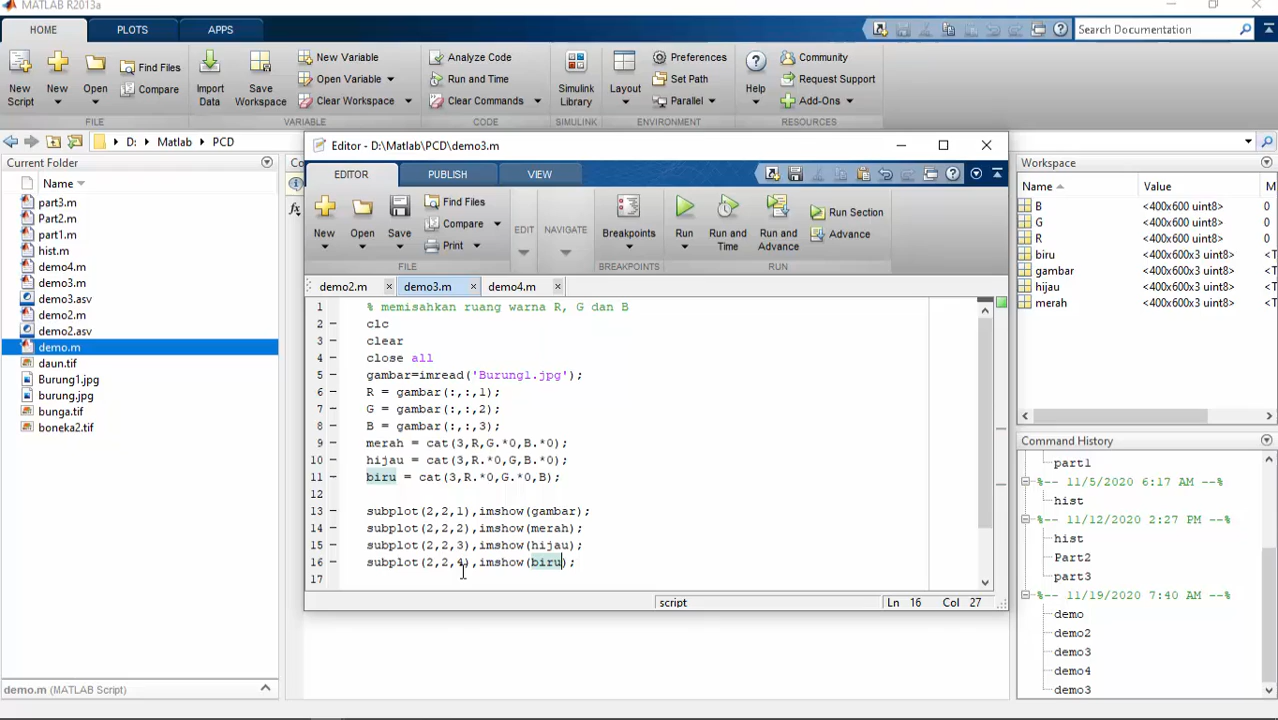 MATLAB R2013a
HOME PLOTS APPS Search Documentation
New Script
New
Open
Find Files
Compare
FILE
Import Data
Save Workspace
New Variable
Open Variable
Clear Workspace
VARIABLE
Analyze Code
Run and Time
Clear Commands
CODE
Simulink Library
SIMULINK
Layout
Preferences
Set Path
Parallel
ENVIRONMENT
Help
Community
Request Support
Add-Ons
RESOURCES
D: Matlab PCD
Current Folder
Name
part3.m
Part2.m
part1.m
hist.m
demo4.m
demo3.m
demo3.asv
demo2.m
demo2.asv
demo.m
daun.tif
Burung1.jpg
burung.jpg
bunga.tif
boneka2.tif
demo.m (MATLAB Script)
Co
fx
Editor - D:\Matlab\PCD\demo3.m
EDITOR PUBLISH VIEW
New
Open
Save
Find Files
Compare
Print
FILE
EDIT
NAVIGATE
Breakpoints
BREAKPOINTS
Run
Run and Time
Run and Advance
Run Section
Advance
RUN
demo2.m demo3.m demo4.m
1 % memisahkan ruang warna R, G dan B
2 clc
3 clear
4 close all
5 gambar=imread('Burung1.jpg');
6 R = gambar(:,:,1);
7 G = gambar(:,:,2);
8 B = gambar(:,:,3);
9 merah = cat(3,R,G.*0,B.*0);
10 hijau = cat(3,R.*0,G,B.*0);
11 biru = cat(3,R.*0,G.*0,B);
12
13 subplot(2,2,1),imshow(gambar);
14 subplot(2,2,2),imshow(merah);
15 subplot(2,2,3),imshow(hijau);
16 subplot(2,2,4),imshow(biru);
17
script Ln 16 Col 27
Workspace
Name Value M
B <400x600 uint8> 0
G <400x600 uint8> 0
R <400x600 uint8> 0
biru <400x600x3 uint8> <T
gambar <400x600x3 uint8> <T
hijau <400x600x3 uint8> <T
merah <400x600x3 uint8> <T
Command History
part1
%-- 11/5/2020 6:17 AM --%
hist
%-- 11/12/2020 2:27 PM --%
hist
Part2
part3
%-- 11/19/2020 7:40 AM --%
demo
demo2
demo3
demo4
demo3